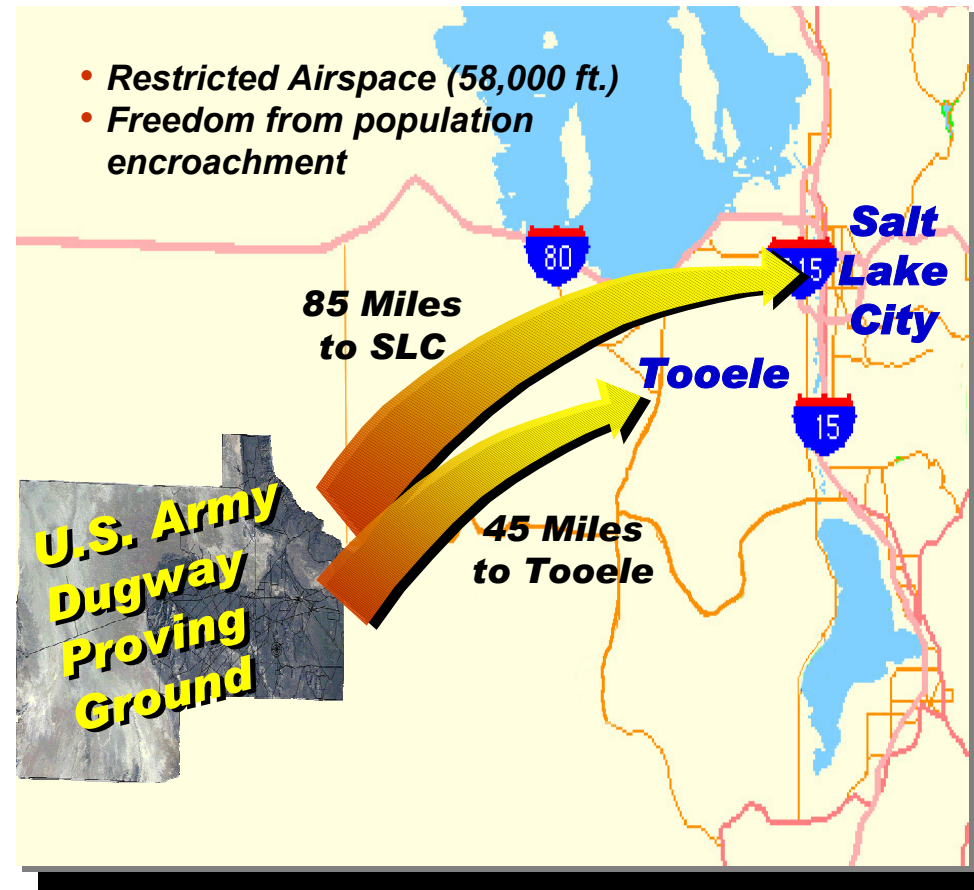 • Restricted Airspace (58,000 ft.)
• Freedom from population
encroachment
80
15
Salt
Lake
City
85 Miles
to SLC
Tooele
15
U.S. Army
Dugway
Proving
Ground
45 Miles
to Tooele